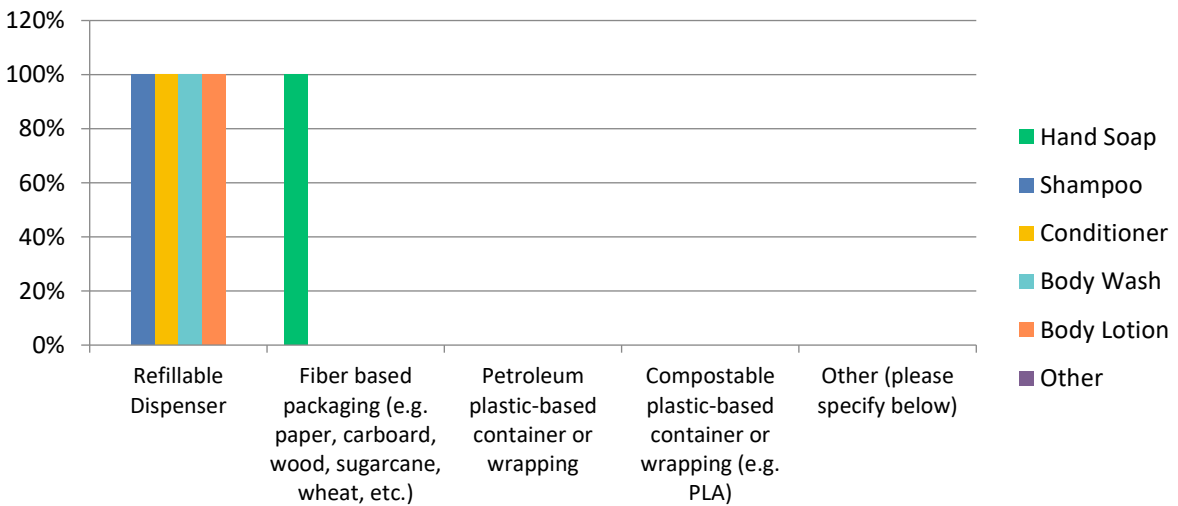 120%
100%
80%
60%
40%
20%
0%
Refillable
Dispenser
Fiber based
packaging (e.g.
paper, carboard,
wood, sugarcane,
wheat, etc.)
Petroleum
plastic-based
container or
wrapping
Compostable
plastic-based
container or
wrapping (e.g.
PLA)
Other (please
specify below)
Hand Soap
Shampoo
Conditioner
Body Wash
Body Lotion
Other